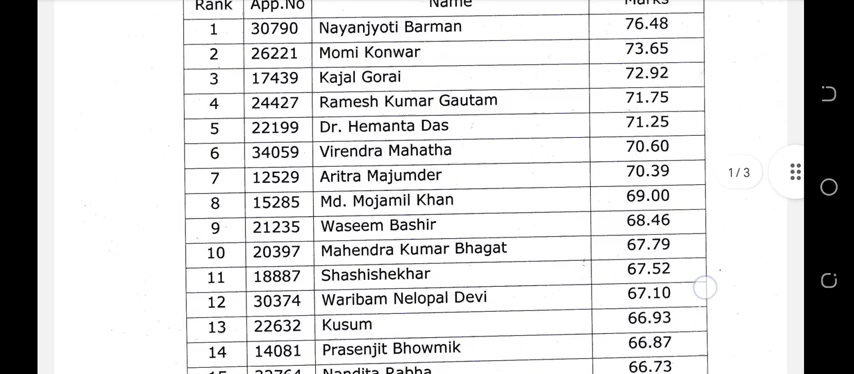 Rank App.No Name Marks
1 30790 Nayanjyoti Barman 76.48
2 26221 Momi Konwar 73.65
3 17439 Kajal Gorai 72.92
4 24427 Ramesh Kumar Gautam 71.75
5 22199 Dr. Hemanta Das 71.25
6 34059 Virendra Mahatha 70.60
7 12529 Aritra Majumder 70.39
8 15285 Md. Mojamil Khan 69.00
9 21235 Waseem Bashir 68.46
10 20397 Mahendra Kumar Bhagat 67.79
11 18887 Shashishekhar 67.52
12 30374 Waribam Nelopal Devi 67.10
13 22632 Kusum 66.93
14 14081 Prasenjit Bhowmik 66.87
15 22764 Nandita Rabha 66.73
1 / 3